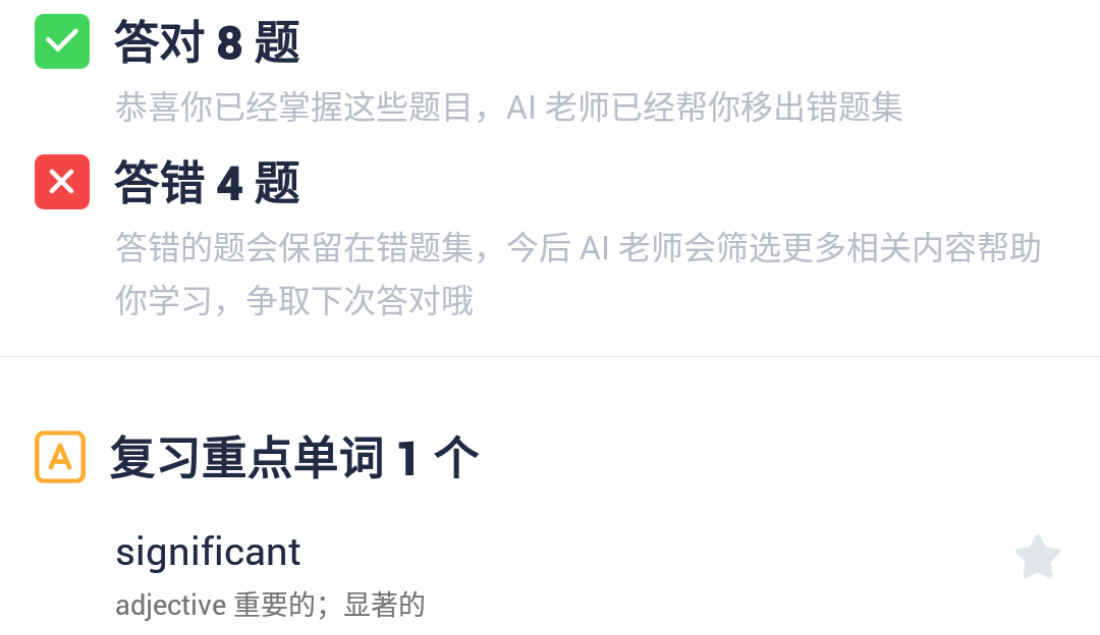 答对 8 题
恭喜你已经掌握这些题目，AI 老师已经帮你移出错题集
答错 4 题
答错的题会保留在错题集，今后 AI 老师会筛选更多相关内容帮助
你学习，争取下次答对哦
A
复习重点单词 1 个
significant
adjective 重要的；显著的